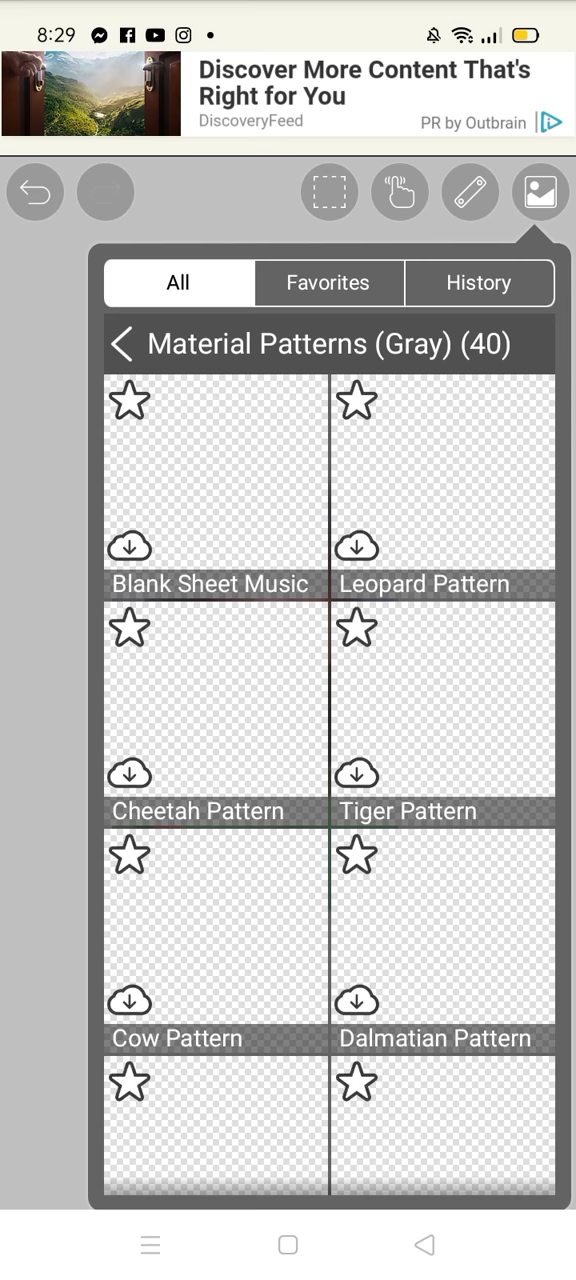 8:29
Discover More Content That's
Right for You
DiscoveryFeed
PR by Outbrain
All
Favorites
History
Material Patterns (Gray) (40)
Blank Sheet Music
Leopard Pattern
Cheetah Pattern
Tiger Pattern
Cow Pattern
Dalmatian Pattern